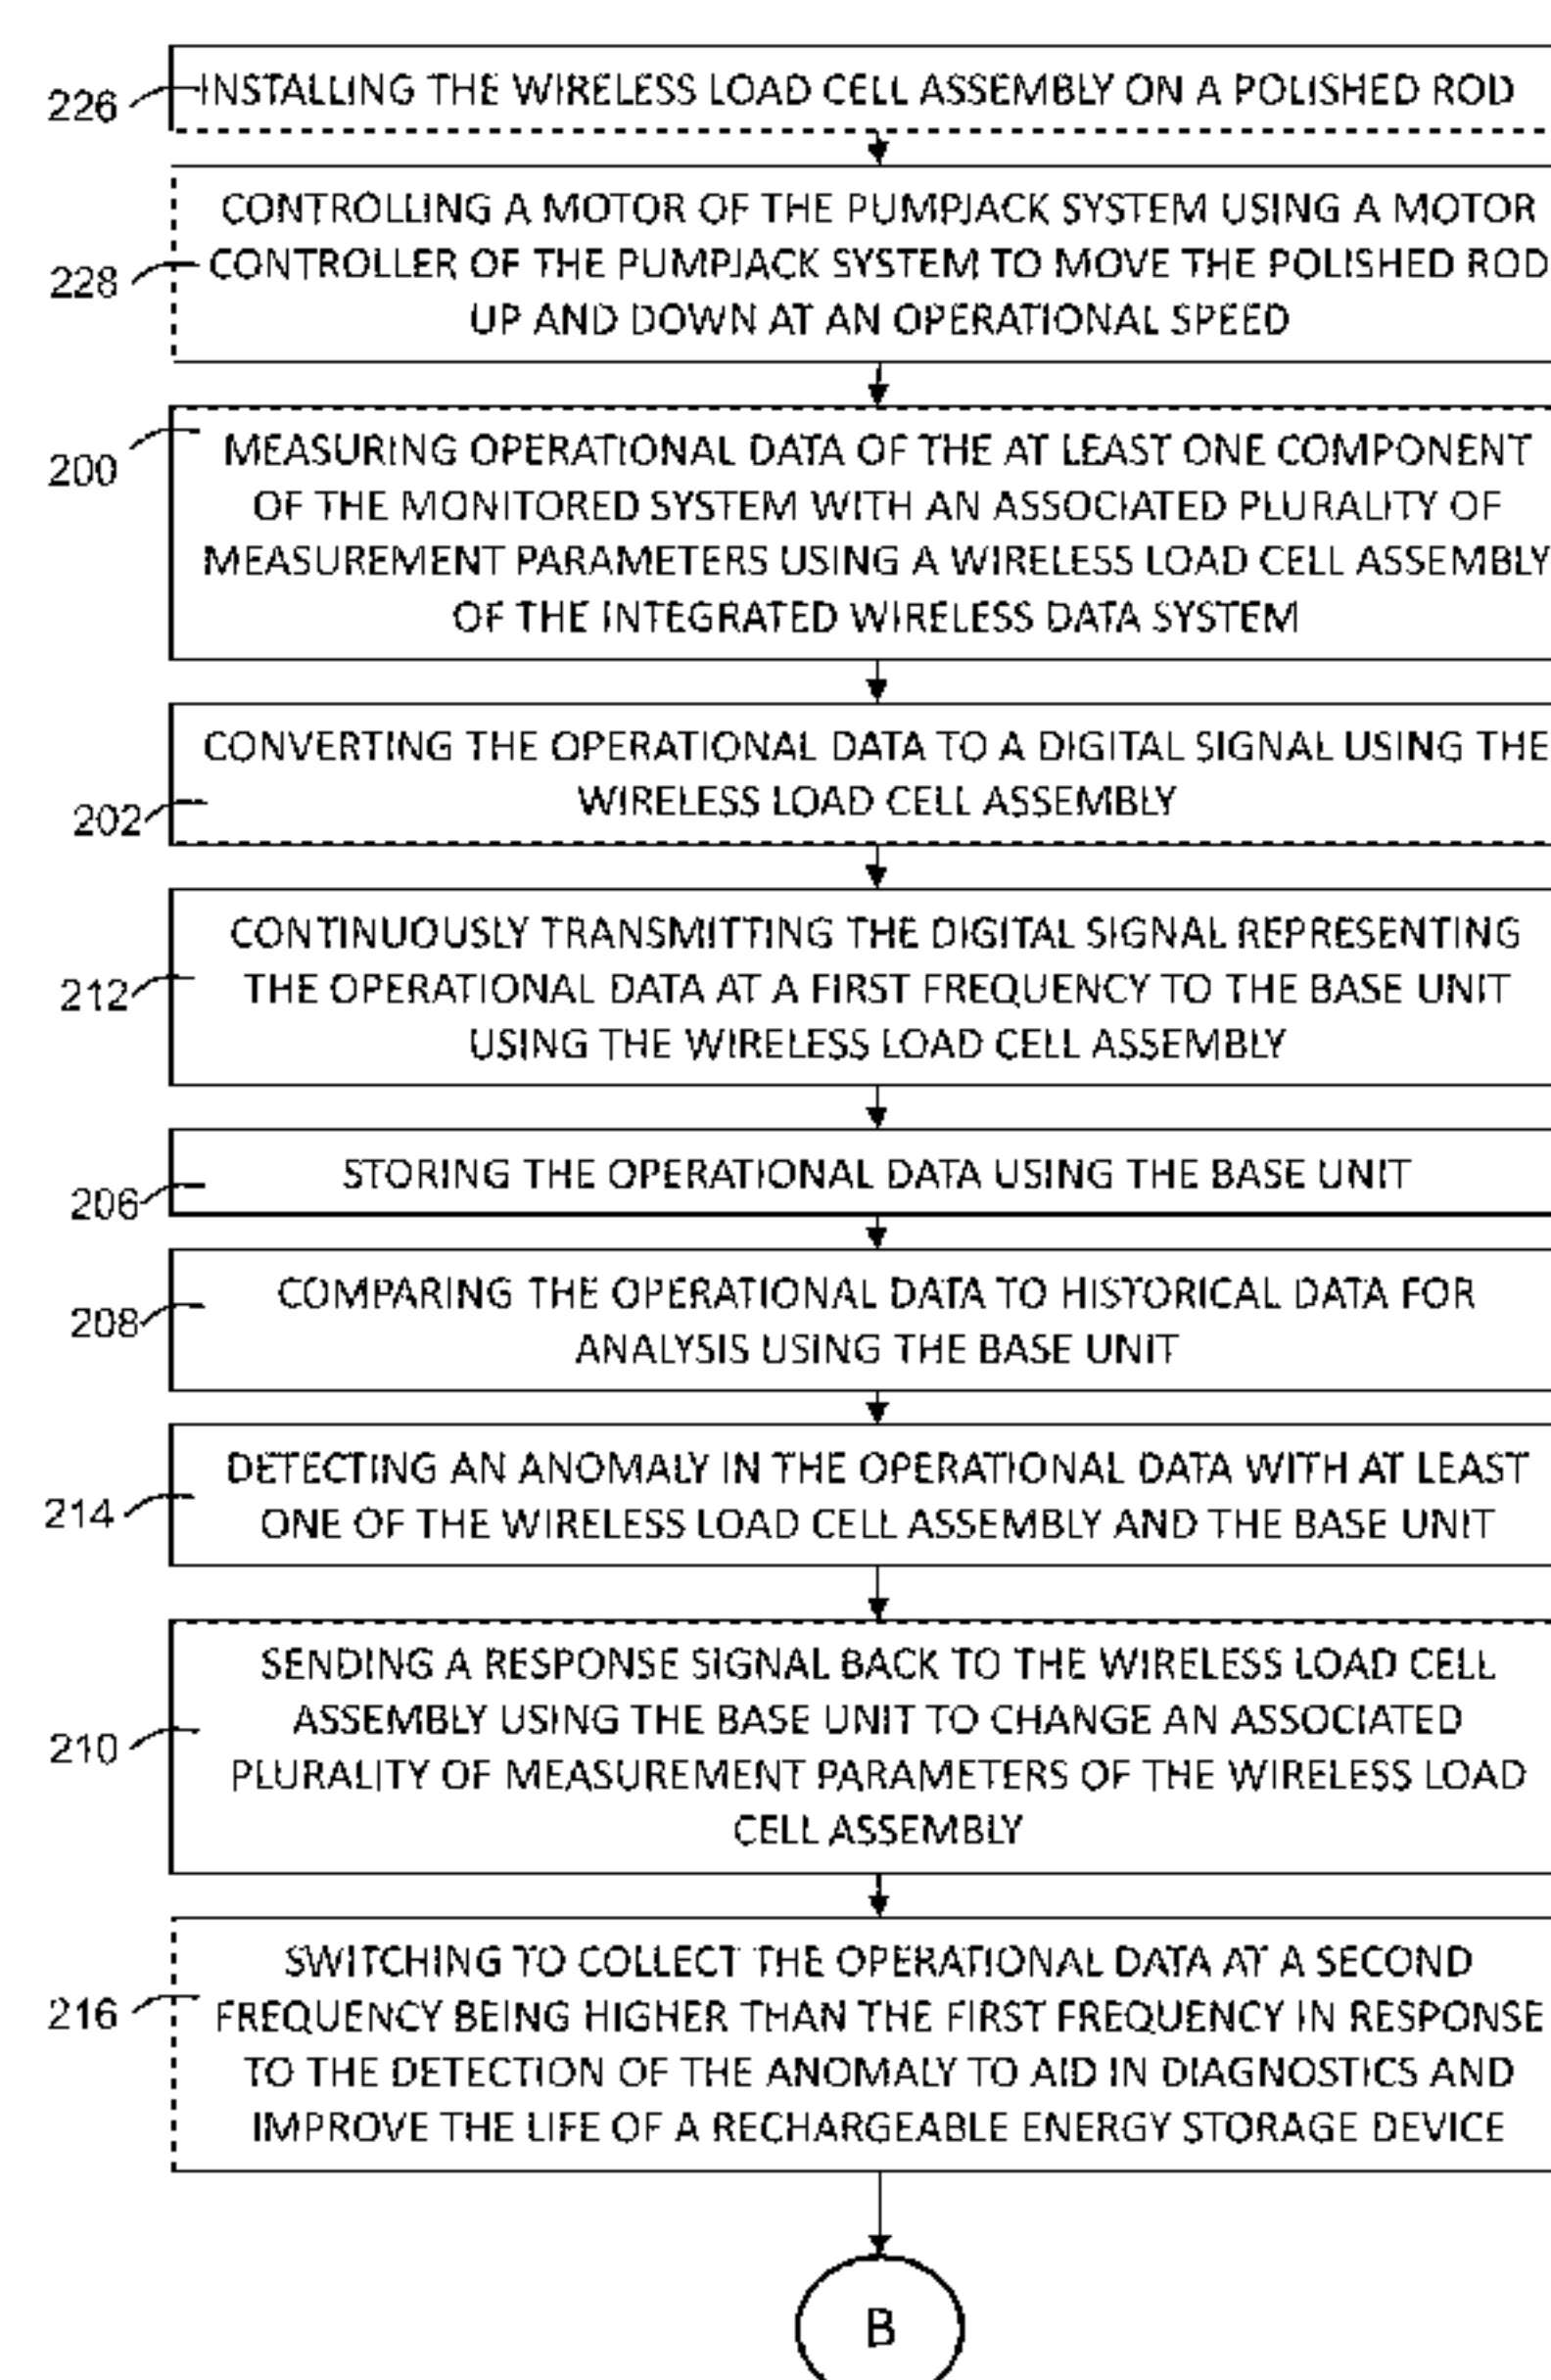 226
INSTALLING THE WIRELESS LOAD CELL ASSEMBLY ON A POLISHED ROD
CONTROLLING A MOTOR OF THE PUMPJACK SYSTEM USING A MOTOR
228
CONTROLLER OF THE PUMPJACK SYSTEM TO MOVE THE POLISHED ROD
UP AND DOWN AT AN OPERATIONAL SPEED
200
MEASURING OPERATIONAL DATA OF THE AT LEAST ONE COMPONENT
OF THE MONITORED SYSTEM WITH AN ASSOCIATED PLURALITY OF
MEASUREMENT PARAMETERS USING A WIRELESS LOAD CELL ASSEMBLY
OF THE INTEGRATED WIRELESS DATA SYSTEM
CONVERTING THE OPERATIONAL DATA TO A DIGITAL SIGNAL USING THE
202
WIRELESS LOAD CELL ASSEMBLY
CONTINUOUSLY TRANSMITTING THE DIGITAL SIGNAL REPRESENTING
212
THE OPERATIONAL DATA AT A FIRST FREQUENCY TO THE BASE UNIT
USING THE WIRELESS LOAD CELL ASSEMBLY
206
STORING THE OPERATIONAL DATA USING THE BASE UNIT
208
COMPARING THE OPERATIONAL DATA TO HISTORICAL DATA FOR
ANALYSIS USING THE BASE UNIT
214
DETECTING AN ANOMALY IN THE OPERATIONAL DATA WITH AT LEAST
ONE OF THE WIRELESS LOAD CELL ASSEMBLY AND THE BASE UNIT
210
SENDING A RESPONSE SIGNAL BACK TO THE WIRELESS LOAD CELL
ASSEMBLY USING THE BASE UNIT TO CHANGE AN ASSOCIATED
PLURALITY OF MEASUREMENT PARAMETERS OF THE WIRELESS LOAD
CELL ASSEMBLY
216
SWITCHING TO COLLECT THE OPERATIONAL DATA AT A SECOND
FREQUENCY BEING HIGHER THAN THE FIRST FREQUENCY IN RESPONSE
TO THE DETECTION OF THE ANOMALY TO AID IN DIAGNOSTICS AND
IMPROVE THE LIFE OF A RECHARGEABLE ENERGY STORAGE DEVICE
B